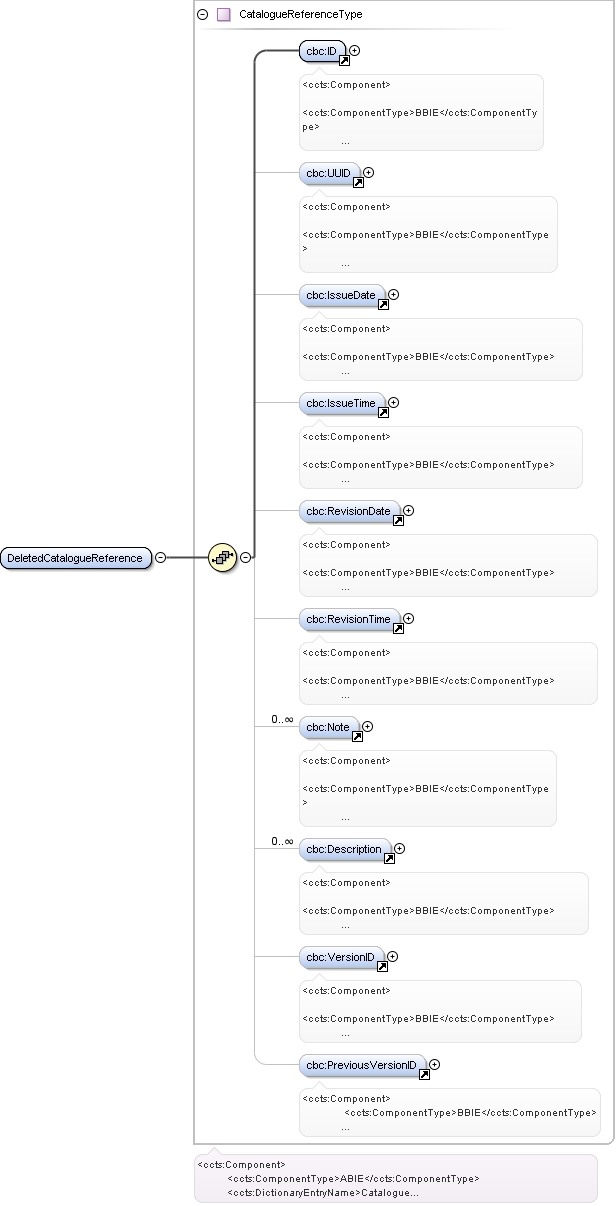 CatalogueReferenceType
cbc:ID
<ccts:Component>
<ccts:ComponentType>BBIE</ccts:ComponentTy
pe>
...
cbc:UUID
<ccts:Component>
<ccts:ComponentType>BBIE</ccts:ComponentType
>
...
cbc:IssueDate
<ccts:Component>
<ccts:ComponentType>BBIE</ccts:ComponentType>
...
cbc:IssueTime
<ccts:Component>
<ccts:ComponentType>BBIE</ccts:ComponentType>
...
cbc:RevisionDate
<ccts:Component>
<ccts:ComponentType>BBIE</ccts:ComponentType>
...
DeletedCatalogueReference
cbc:RevisionTime
<ccts:Component>
<ccts:ComponentType>BBIE</ccts:ComponentType>
...
0..∞
cbc:Note
<ccts:Component>
<ccts:ComponentType>BBIE</ccts:ComponentType
>
...
0..∞
cbc:Description
<ccts:Component>
<ccts:ComponentType>BBIE</ccts:ComponentType>
...
cbc:VersionID
<ccts:Component>
<ccts:ComponentType>BBIE</ccts:ComponentType>
...
cbc:PreviousVersionID
<ccts:Component>
<ccts:ComponentType>BBIE</ccts:ComponentType>
...
<ccts:Component>
<ccts:ComponentType>ABIE</ccts:ComponentType>
<ccts:DictionaryEntryName>Catalogue...